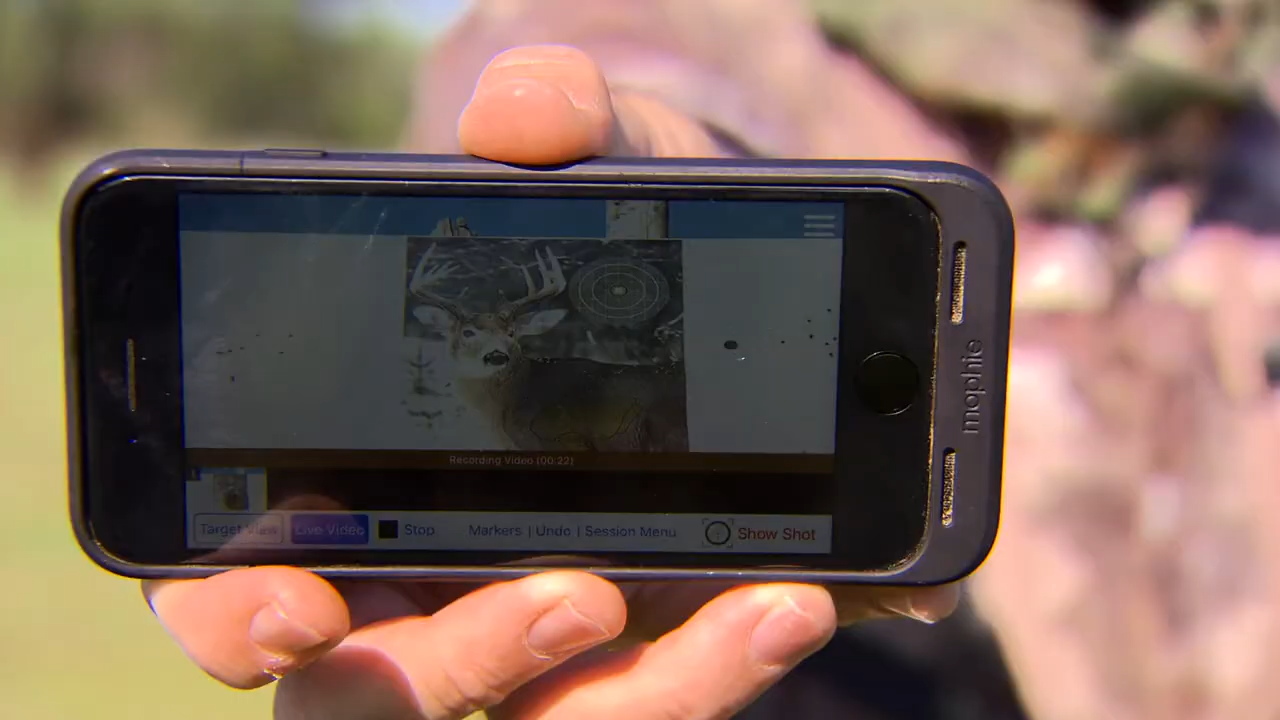 Recording Video (00:22)
Target View Live Video Stop Markers | Undo | Session Menu Show Shot
mophie